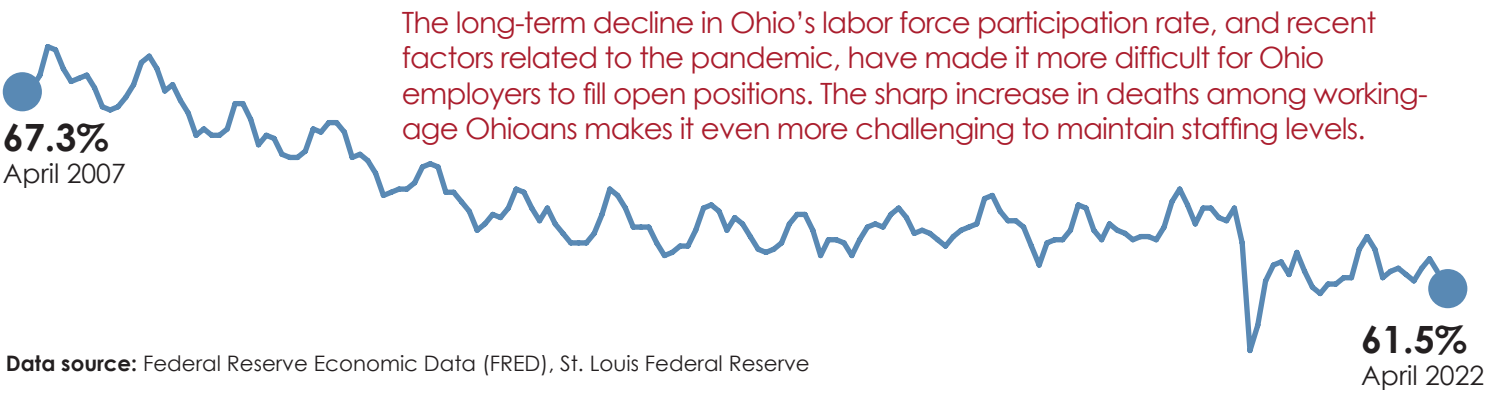 The long-term decline in Ohio’s labor force participation rate, and recent
factors related to the pandemic, have made it more difficult for Ohio
employers to fill open positions. The sharp increase in deaths among working-
age Ohioans makes it even more challenging to maintain staffing levels.
67.3%
April 2007
61.5%
April 2022
Data source: Federal Reserve Economic Data (FRED), St. Louis Federal Reserve